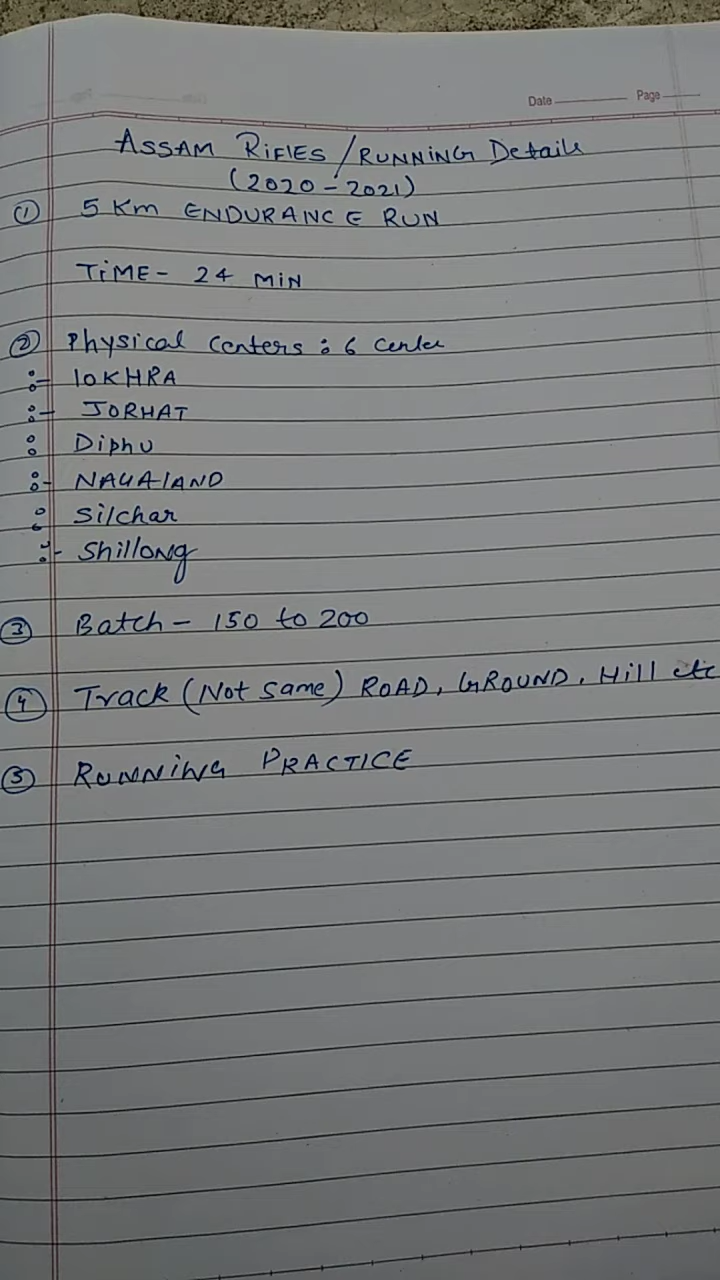 Date Page
ASSAM RIFIES / RUNNING Details
(2020-2021)
① 5 Km ENDURANCE RUN
TiME- 24 MiN
② Physical Centers : 6 Center
:- lOKHRA
:- JORHAT
: Diphu
:- NAGAlAND
: Silchar
:- Shillong
③ Batch - 150 to 200
④ Track (Not same) ROAD, GROUND, Hill etc
⑤ RUNNiNG PRACTICE